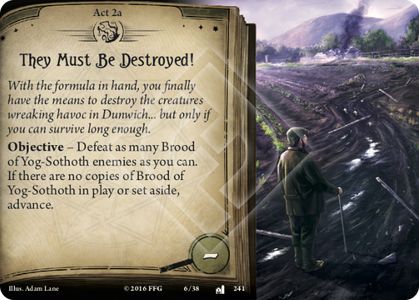 Act 2a
They Must Be Destroyed!
With the formula in hand, you finally
have the means to destroy the creatures
wreaking havoc in Dunwich... but only if
you can survive long enough.
Objective – Defeat as many Brood
of Yog-Sothoth enemies as you can.
If there are no copies of Brood of
Yog-Sothoth in play or set aside,
advance.
–
Illus. Adam Lane © 2016 FFG 6/38 241